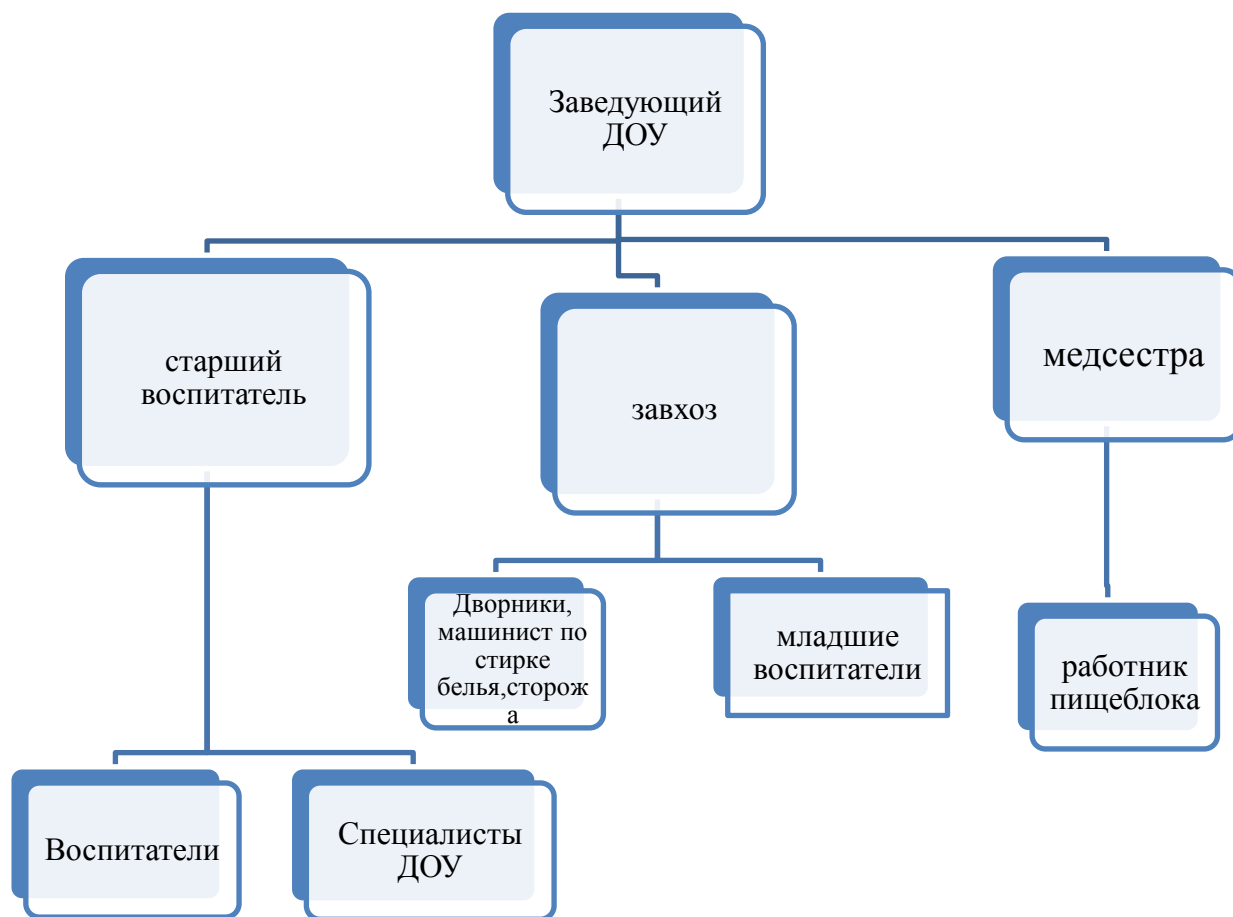 Заведующий
ДОУ
старший
воспитатель
завхоз
медсестра
Дворники,
машинист по
стирке
белья,сторож
а
младшие
воспитатели
работник
пищеблока
Воспитатели
Специалисты
ДОУ